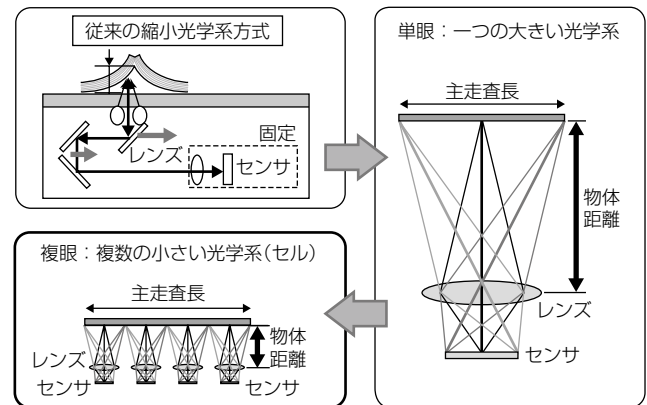 従来の縮小光学系方式
固定
レンズ
センサ
単眼：一つの大きい光学系
主走査長
物体
距離
レンズ
センサ
複眼：複数の小さい光学系(セル)
主走査長
物体
距離
レンズ
センサ
センサ